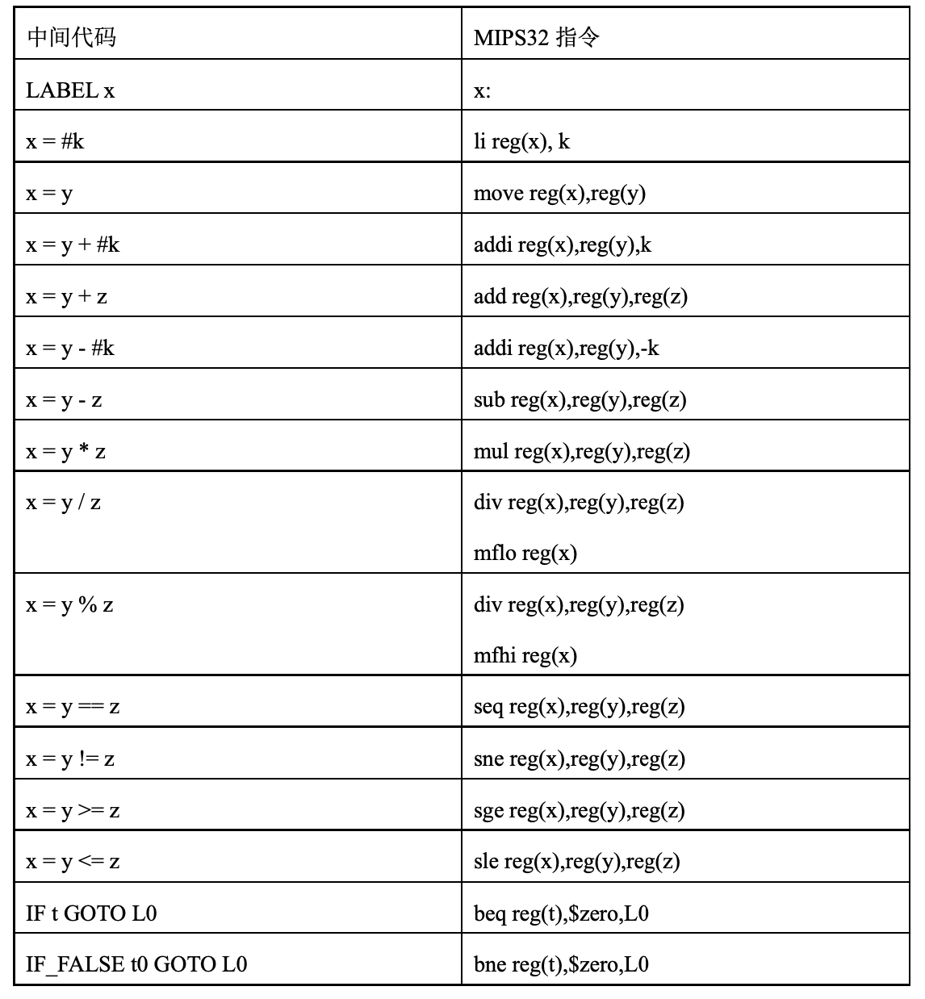 中间代码 MIPS32 指令
LABEL x x:
x = #k li reg(x), k
x = y move reg(x),reg(y)
x = y + #k addi reg(x),reg(y),k
x = y + z add reg(x),reg(y),reg(z)
x = y - #k addi reg(x),reg(y),-k
x = y - z sub reg(x),reg(y),reg(z)
x = y * z mul reg(x),reg(y),reg(z)
x = y / z div reg(x),reg(y),reg(z)
mflo reg(x)
x = y % z div reg(x),reg(y),reg(z)
mfhi reg(x)
x = y == z seq reg(x),reg(y),reg(z)
x = y != z sne reg(x),reg(y),reg(z)
x = y >= z sge reg(x),reg(y),reg(z)
x = y <= z sle reg(x),reg(y),reg(z)
IF t GOTO L0 beq reg(t),$zero,L0
IF_FALSE t0 GOTO L0 bne reg(t),$zero,L0